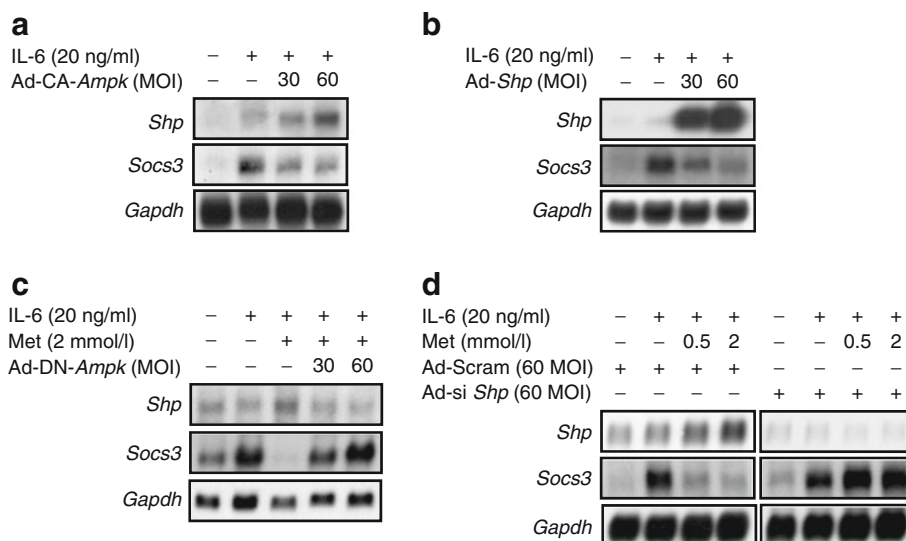 a
IL-6 (20 ng/ml) – + + +
Ad-CA-Ampk (MOI) – – 30 60
Shp
Socs3
Gapdh
b
IL-6 (20 ng/ml) – + + +
Ad-Shp (MOI) – – 30 60
Shp
Socs3
Gapdh
c
IL-6 (20 ng/ml) – + + + +
Met (2 mmol/l) – – + + +
Ad-DN-Ampk (MOI) – – – 30 60
Shp
Socs3
Gapdh
d
IL-6 (20 ng/ml) – + + + – + + +
Met (mmol/l) – – 0.5 2 – – 0.5 2
Ad-Scram (60 MOI) + + + + – – – –
Ad-si Shp (60 MOI) – – – – + + + +
Shp
Socs3
Gapdh